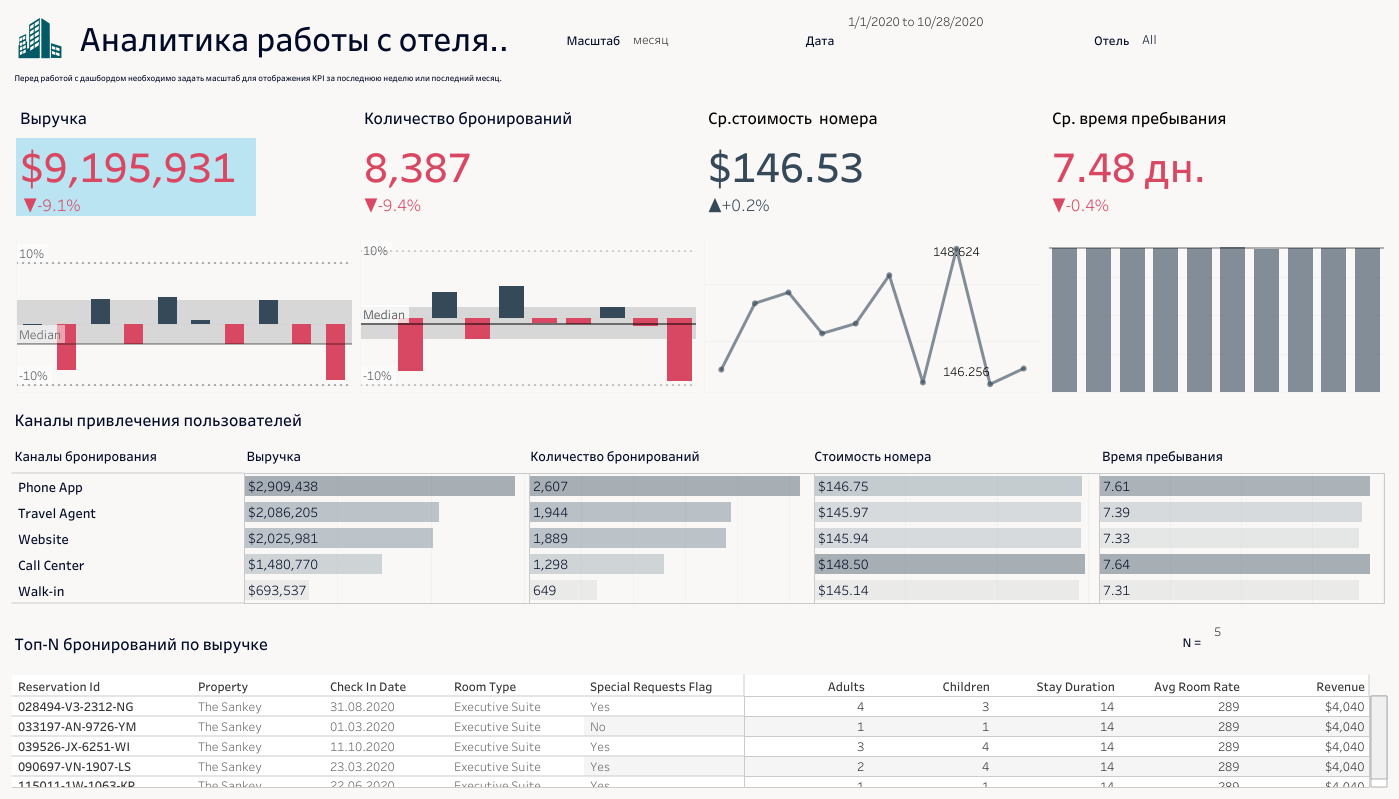 1/1/2020 to 10/28/2020
Аналитика работы с отеля.. Масштаб месяц Дата Отель All
Перед работой с дашбордом необходимо задать масштаб для отображения KPI за последнюю неделю или последний месяц.
Выручка Количество бронирований Ср.стоимость номера Ср. время пребывания
$9,195,931 8,387 $146.53 7.48 дн.
▼-9.1% ▼-9.4% ▲+0.2% ▼-0.4%
10% 10% 148.624
Median Median
-10% -10% 146.256
Каналы привлечения пользователей
Каналы бронирования Выручка Количество бронирований Стоимость номера Время пребывания
Phone App $2,909,438 2,607 $146.75 7.61
Travel Agent $2,086,205 1,944 $145.97 7.39
Website $2,025,981 1,889 $145.94 7.33
Call Center $1,480,770 1,298 $148.50 7.64
Walk-in $693,537 649 $145.14 7.31
Топ-N бронирований по выручке N = 5
Reservation Id Property Check In Date Room Type Special Requests Flag Adults Children Stay Duration Avg Room Rate Revenue
028494-V3-2312-NG The Sankey 31.08.2020 Executive Suite Yes 4 3 14 289 $4,040
033197-AN-9726-YM The Sankey 01.03.2020 Executive Suite No 1 1 14 289 $4,040
039526-JX-6251-WI The Sankey 11.10.2020 Executive Suite Yes 3 4 14 289 $4,040
090697-VN-1907-LS The Sankey 23.03.2020 Executive Suite Yes 2 4 14 289 $4,040
115011-1W-1063-KP The Sankey 22.06.2020 Executive Suite Yes 1 1 14 289 $4,040